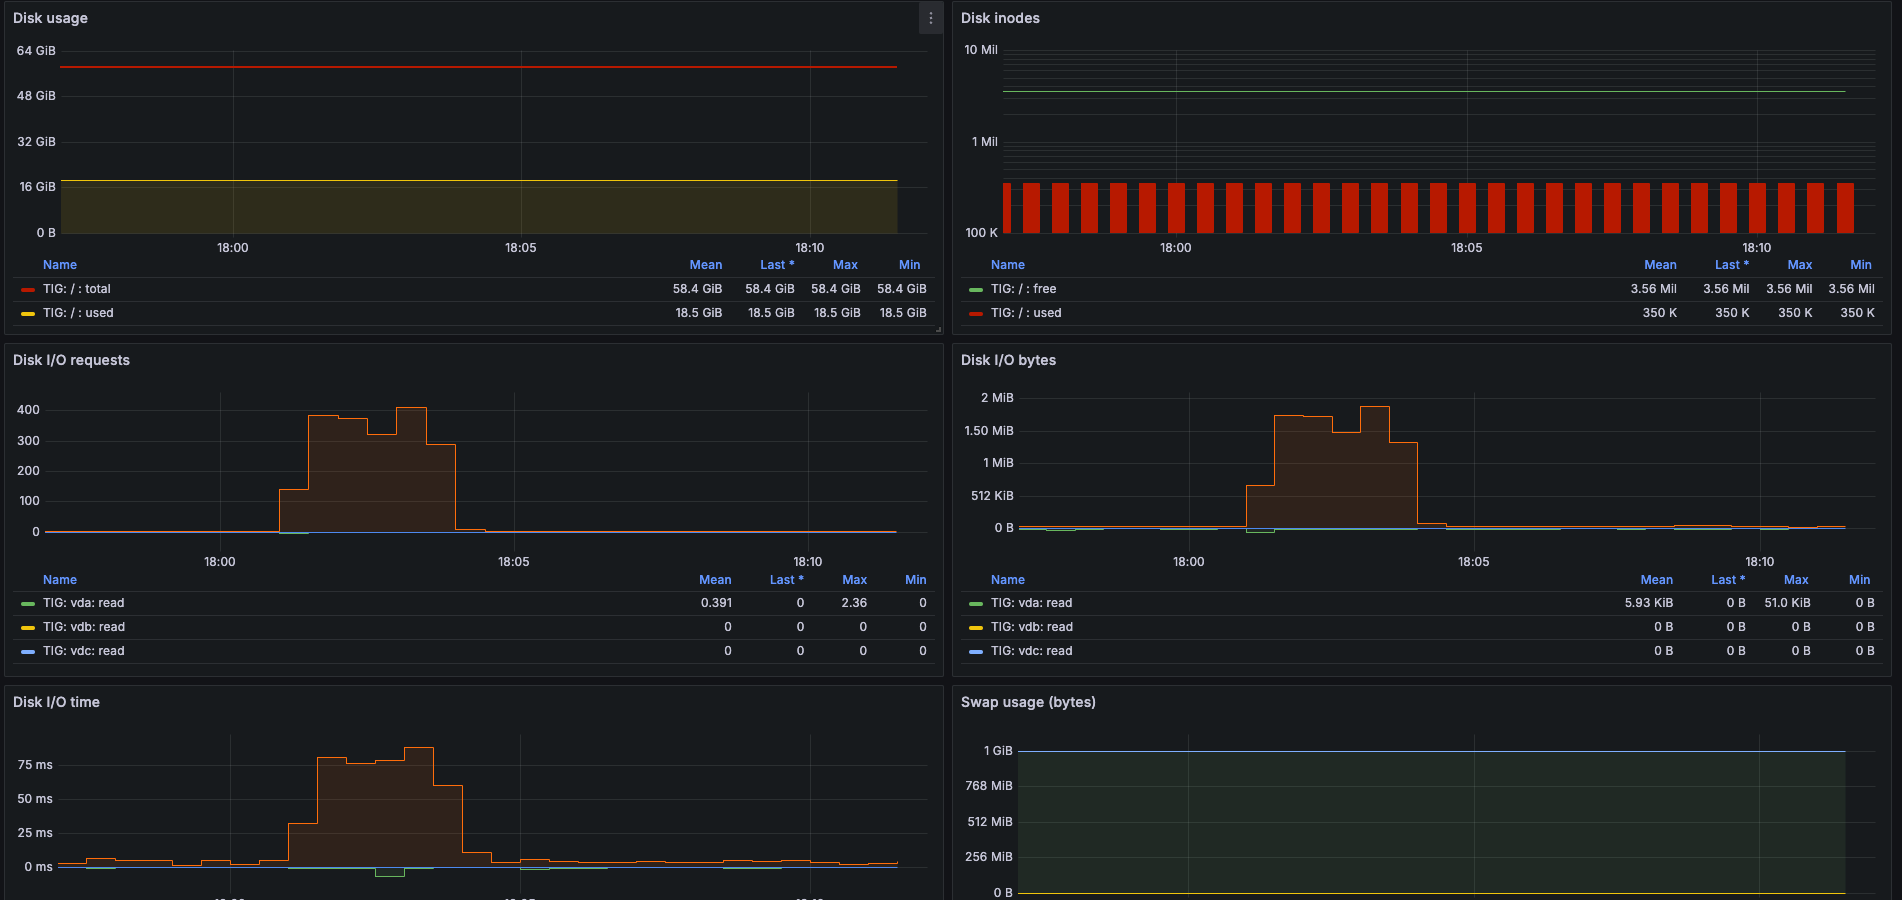 Disk usage
64 GiB
48 GiB
32 GiB
16 GiB
0 B
18:00 18:05 18:10
Name Mean Last * Max Min
TIG: / : total 58.4 GiB 58.4 GiB 58.4 GiB 58.4 GiB
TIG: / : used 18.5 GiB 18.5 GiB 18.5 GiB 18.5 GiB
Disk inodes
10 Mil
1 Mil
100 K
18:00 18:05 18:10
Name Mean Last * Max Min
TIG: / : free 3.56 Mil 3.56 Mil 3.56 Mil 3.56 Mil
TIG: / : used 350 K 350 K 350 K 350 K
Disk I/O requests
400
300
200
100
0
18:00 18:05 18:10
Name Mean Last * Max Min
TIG: vda: read 0.391 0 2.36 0
TIG: vdb: read 0 0 0 0
TIG: vdc: read 0 0 0 0
Disk I/O bytes
2 MiB
1.50 MiB
1 MiB
512 KiB
0 B
18:00 18:05 18:10
Name Mean Last * Max Min
TIG: vda: read 5.93 KiB 0 B 51.0 KiB 0 B
TIG: vdb: read 0 B 0 B 0 B 0 B
TIG: vdc: read 0 B 0 B 0 B 0 B
Disk I/O time
75 ms
50 ms
25 ms
0 ms
Swap usage (bytes)
1 GiB
768 MiB
512 MiB
256 MiB
0 B